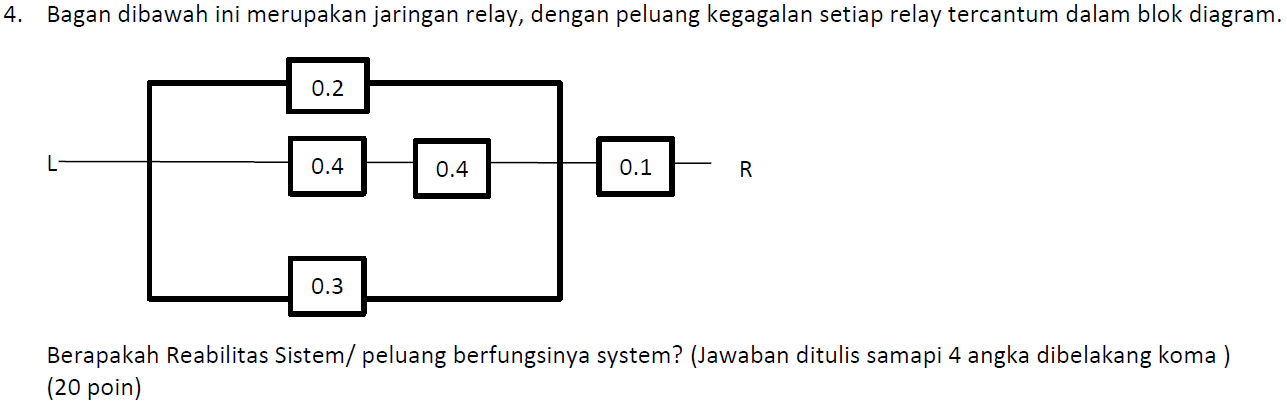 4. Bagan dibawah ini merupakan jaringan relay, dengan peluang kegagalan setiap relay tercantum dalam blok diagram.
0.2
L 0.4 0.4 0.1 R
0.3
Berapakah Reabilitas Sistem/ peluang berfungsinya system? (Jawaban ditulis samapi 4 angka dibelakang koma )
(20 poin)